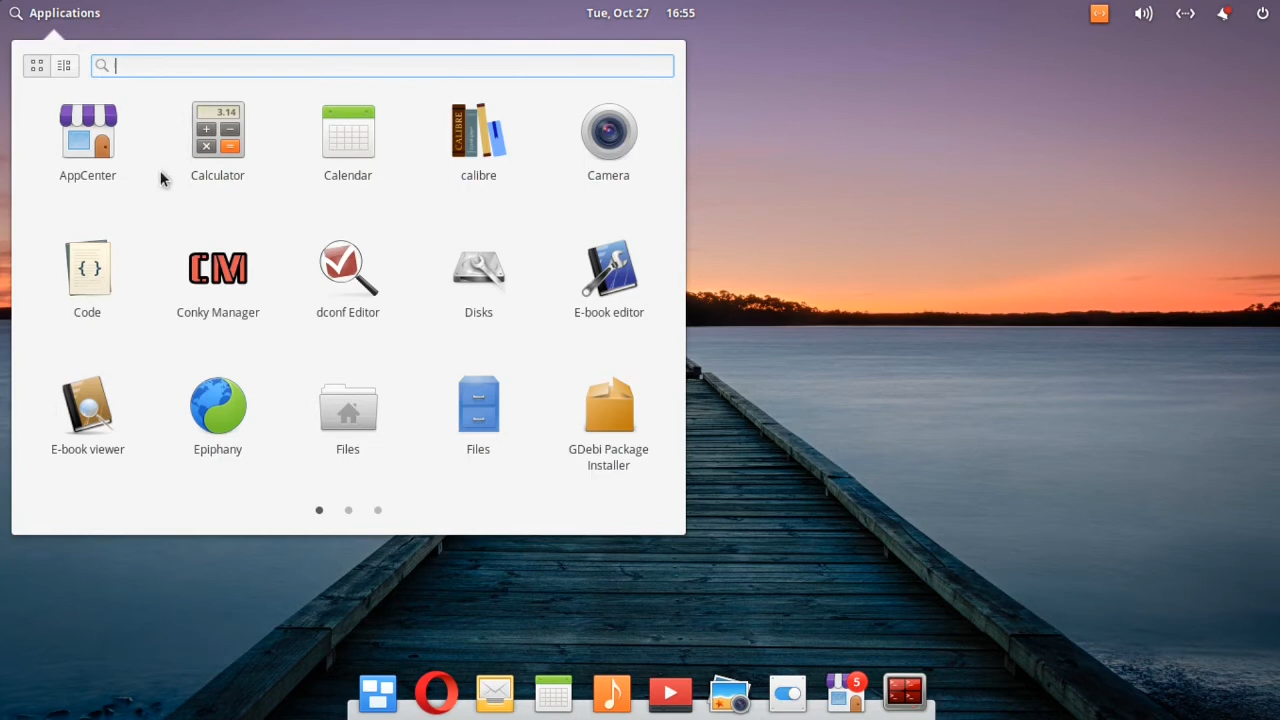 Applications
Tue, Oct 27 16:55
3.14
CALIBRE
AppCenter
Calculator
Calendar
calibre
Camera
{ }
CM
Code
Conky Manager
dconf Editor
Disks
E-book editor
E-book viewer
Epiphany
Files
Files
GDebi Package
Installer
5